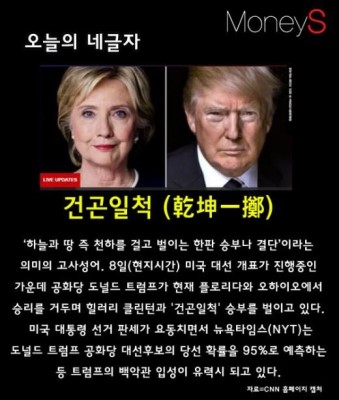 MoneyS
오늘의 네글자
LIVE UPDATES
건곤일척 (乾坤一擲)
‘하늘과 땅 즉 천하를 걸고 벌이는 한판 승부나 결단’이라는
의미의 고사성어. 8일(현지시간) 미국 대선 개표가 진행중인
가운데 공화당 도널드 트럼프가 현재 플로리다와 오하이오에서
승리를 거두며 힐러리 클린턴과 '건곤일척' 승부를 벌이고 있다.
미국 대통령 선거 판세가 요동치면서 뉴욕타임스(NYT)는
도널드 트럼프 공화당 대선후보의 당선 확률을 95%로 예측하는
등 트럼프의 백악관 입성이 유력시 되고 있다.
자료=CNN 홈페이지 캡처